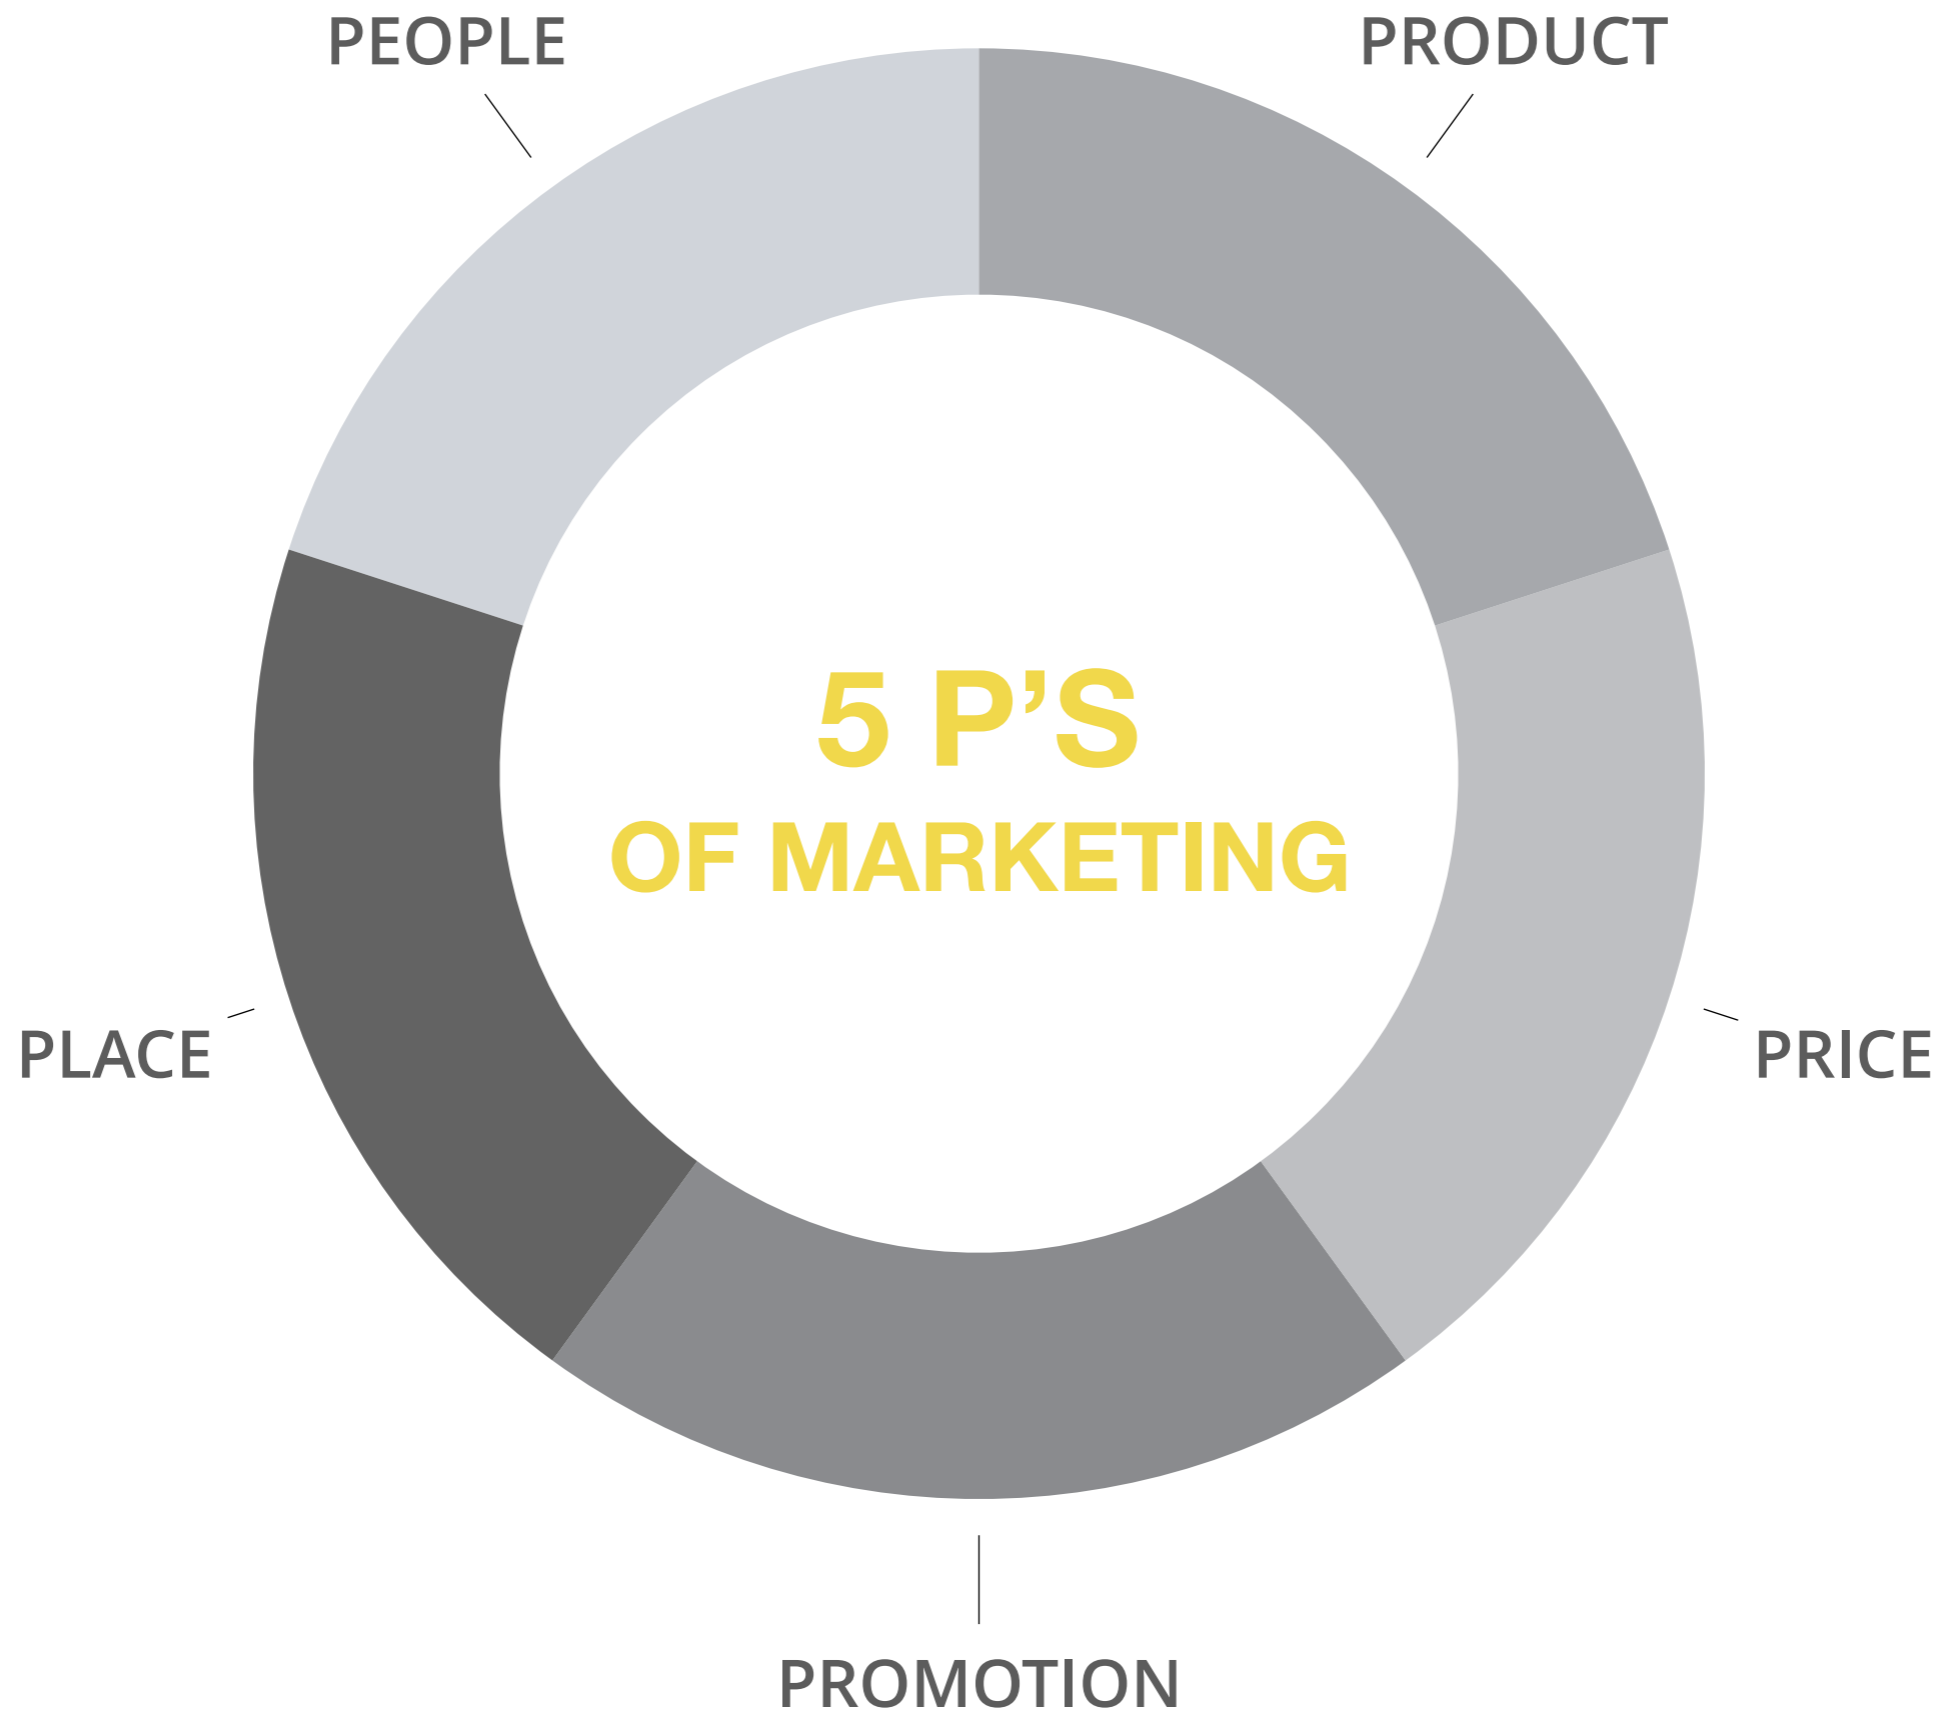 PEOPLE
PRODUCT
5 P’S
OF MARKETING
PLACE
PRICE
PROMOTION